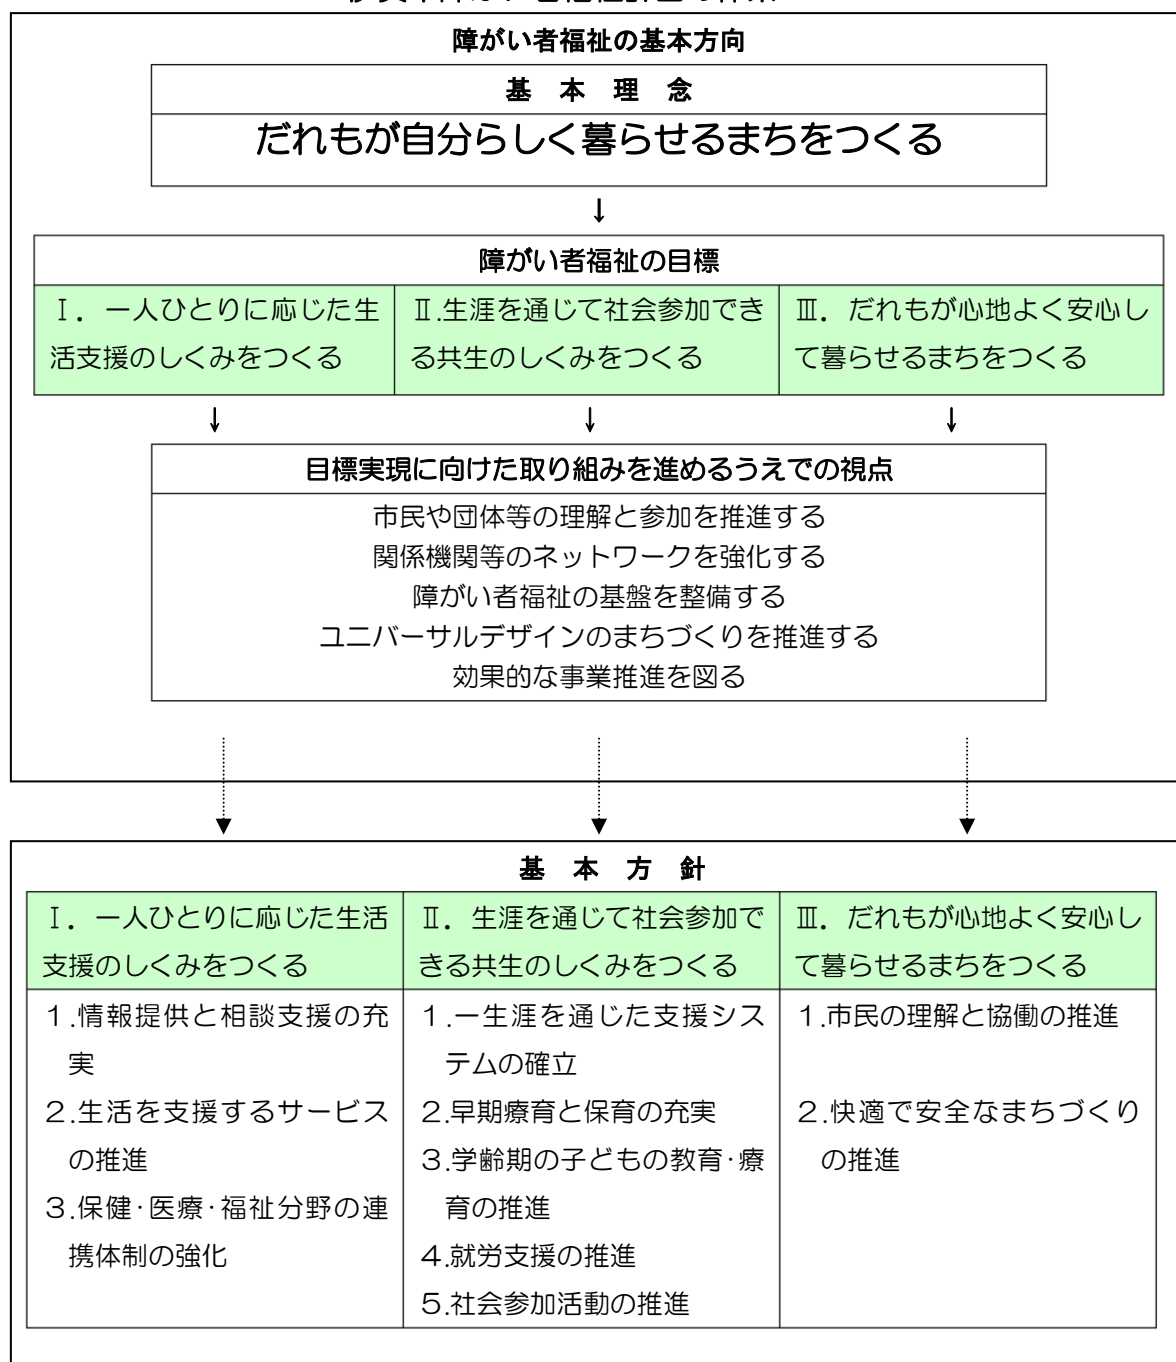 障がい者福祉の基本方向
基 本 理 念
だれもが自分らしく暮らせるまちをつくる
↓
障がい者福祉の目標
Ⅰ．一人ひとりに応じた生
活支援のしくみをつくる
Ⅱ.生涯を通じて社会参加でき
る共生のしくみをつくる
Ⅲ．だれもが心地よく安心し
て暮らせるまちをつくる
↓ ↓ ↓
目標実現に向けた取り組みを進めるうえでの視点
市民や団体等の理解と参加を推進する
関係機関等のネットワークを強化する
障がい者福祉の基盤を整備する
ユニバーサルデザインのまちづくりを推進する
効果的な事業推進を図る
基 本 方 針
Ⅰ．一人ひとりに応じた生活
支援のしくみをつくる
１.情報提供と相談支援の充
実
２.生活を支援するサービス
の推進
３.保健･医療･福祉分野の連
携体制の強化
Ⅱ．生涯を通じて社会参加で
きる共生のしくみをつくる
１.一生涯を通じた支援シス
テムの確立
２.早期療育と保育の充実
３.学齢期の子どもの教育･療
育の推進
４.就労支援の推進
５.社会参加活動の推進
Ⅲ．だれもが心地よく安心し
て暮らせるまちをつくる
１.市民の理解と協働の推進
２.快適で安全なまちづくり
の推進